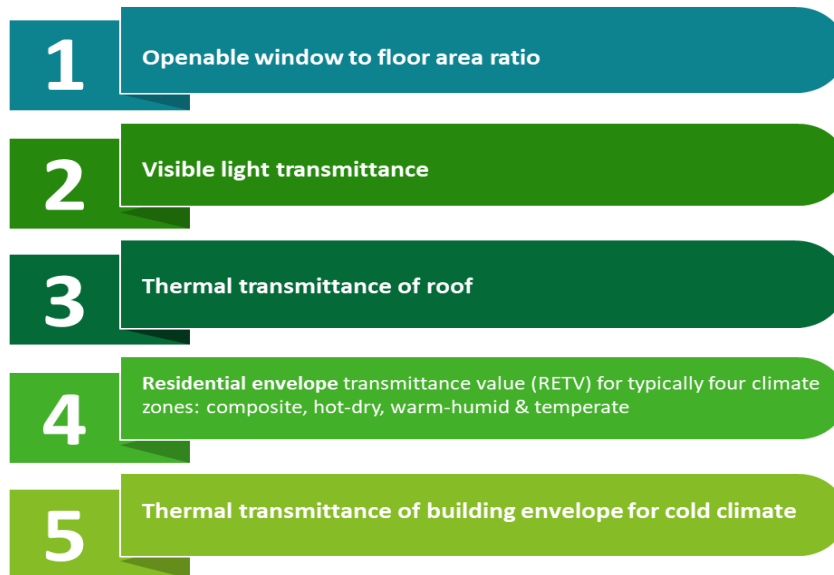 1
Openable window to floor area ratio
2
Visible light transmittance
3
Thermal transmittance of roof
4
Residential envelope transmittance value (RETV) for typically four climate
zones: composite, hot-dry, warm-humid & temperate
5
Thermal transmittance of building envelope for cold climate